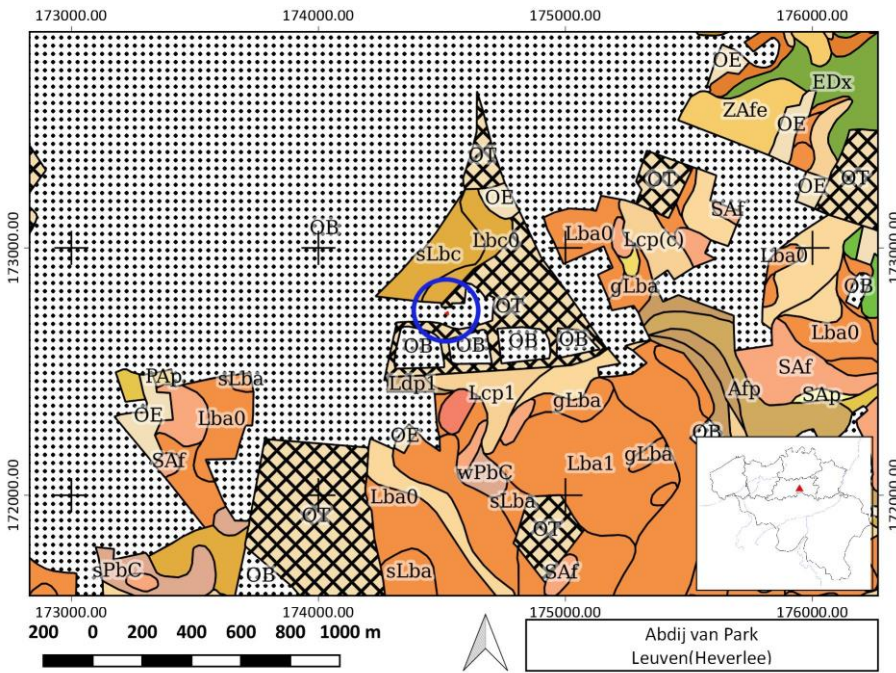 173000.00 174000.00 175000.00 176000.00
OE
EDx
ZAfe
OE
OT
OT
OE
OT
OE
SAf
OB
Lba0
Lcp(c)
sLbc
Lbc0
Lba0
173000.00
173000.00
gLba
OB
OT
Lba0
OB
OB
OB
OB
SAf
PAp
sLba
Ldp1
Lcp1
gLba
Afp
SAp
OE
Lba0
OE
OB
SAf
wPbC
Lba1
gLba
172000.00
Lba0
sLba
172000.00
OT
OT
sPbC
OB
sLba
SAf
173000.00 174000.00 175000.00 176000.00
200 0 200 400 600 800 1000 m
Abdij van Park
Leuven(Heverlee)